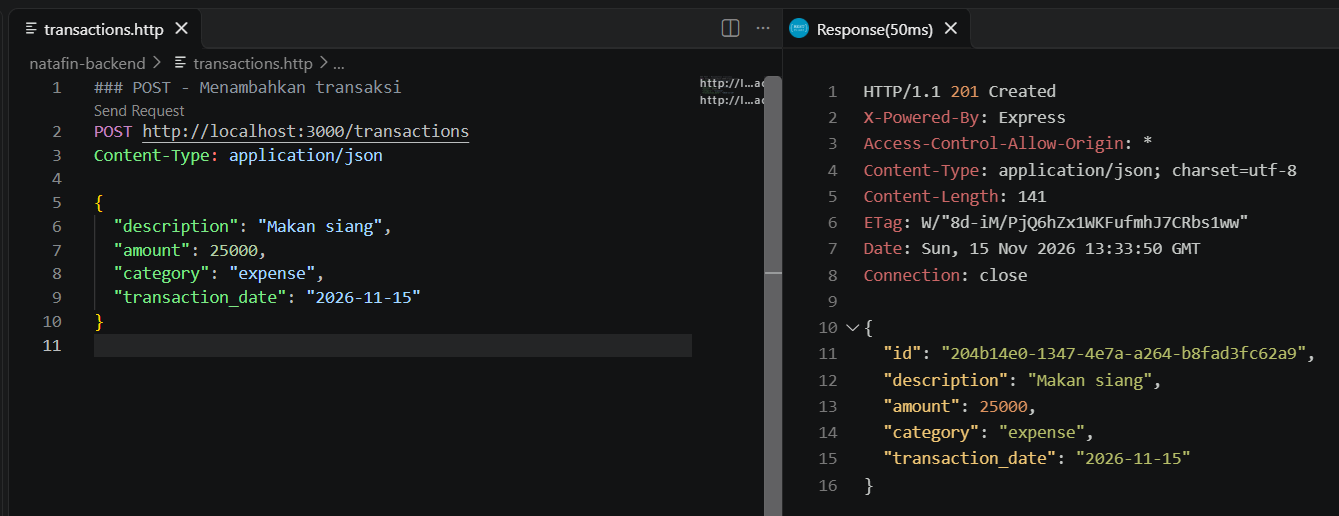 transactions.http
natafin-backend > transactions.http > ...
1 ### POST - Menambahkan transaksi
Send Request
2 POST http://localhost:3000/transactions
3 Content-Type: application/json
4
5 {
6 "description": "Makan siang",
7 "amount": 25000,
8 "category": "expense",
9 "transaction_date": "2026-11-15"
10 }
11
http://l...ac
http://l...ac
Response(50ms)
1 HTTP/1.1 201 Created
2 X-Powered-By: Express
3 Access-Control-Allow-Origin: *
4 Content-Type: application/json; charset=utf-8
5 Content-Length: 141
6 ETag: W/"8d-iM/PjQ6hZx1WKFufmhJ7CRbs1ww"
7 Date: Sun, 15 Nov 2026 13:33:50 GMT
8 Connection: close
9
10 {
11 "id": "204b14e0-1347-4e7a-a264-b8fad3fc62a9",
12 "description": "Makan siang",
13 "amount": 25000,
14 "category": "expense",
15 "transaction_date": "2026-11-15"
16 }